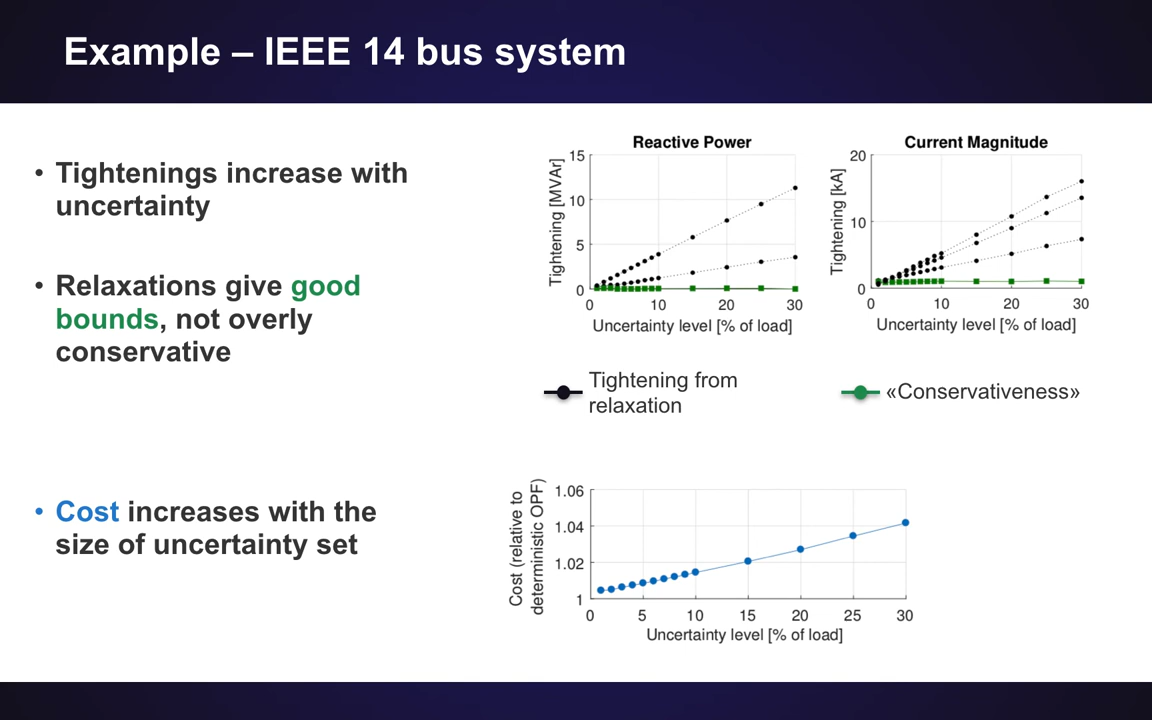 Example – IEEE 14 bus system
• Tightenings increase with
uncertainty
• Relaxations give good
bounds, not overly
conservative
• Cost increases with the
size of uncertainty set
Reactive Power
Tightening [MVAr]
15
10
5
0
0 10 20 30
Uncertainty level [% of load]
Current Magnitude
Tightening [kA]
20
10
0
0 10 20 30
Uncertainty level [% of load]
Tightening from
relaxation
«Conservativeness»
Cost (relative to
deterministic OPF)
1.06
1.04
1.02
1
0 5 10 15 20 25 30
Uncertainty level [% of load]